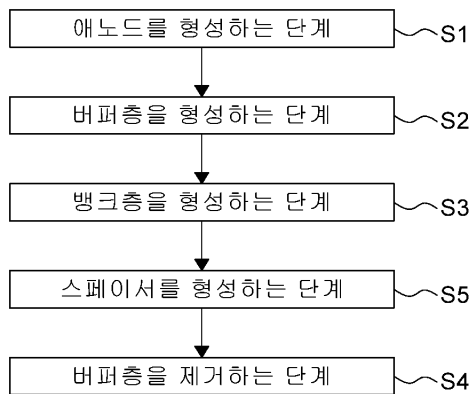 애노드를 형성하는 단계 S1
버퍼층을 형성하는 단계 S2
뱅크층을 형성하는 단계 S3
스페이서를 형성하는 단계 S5
버퍼층을 제거하는 단계 S4